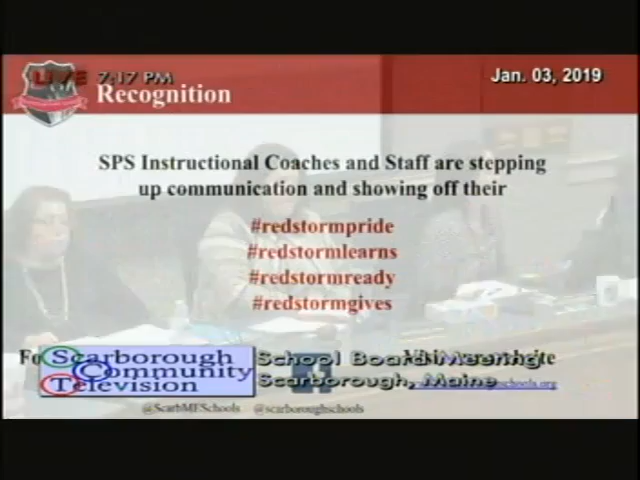 LIVE 7:17 PM
Jan. 03, 2019
Recognition
SPS Instructional Coaches and Staff are stepping
up communication and showing off their
#redstormpride
#redstormlearns
#redstormready
#redstormgives
Scarborough
Community
Television
School Board Meeting
Scarborough, Maine
@ScarbMESchools @scarboroughschools